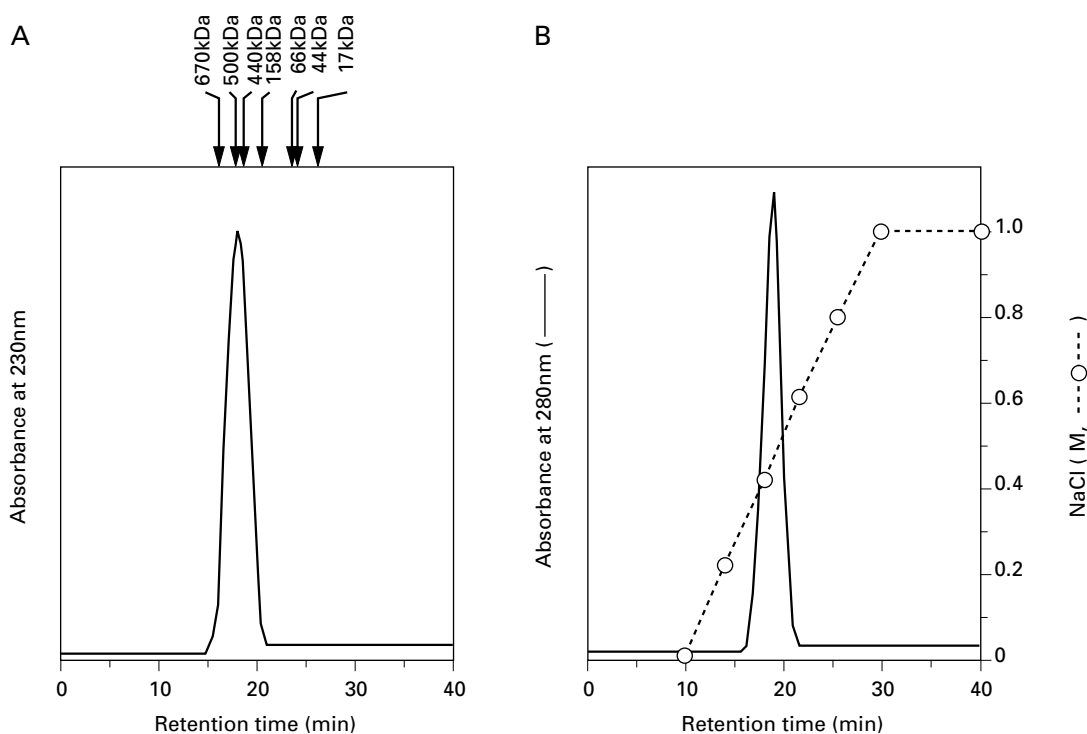 A
670kDa
500kDa
440kDa
158kDa
66kDa
44kDa
17kDa
Absorbance at 230nm
0 10 20 30 40
Retention time (min)
B
Absorbance at 280nm ( —— )
1.0
0.8
0.6
0.4
0.2
0
NaCl ( M, ----○---- )
0 10 20 30 40
Retention time (min)